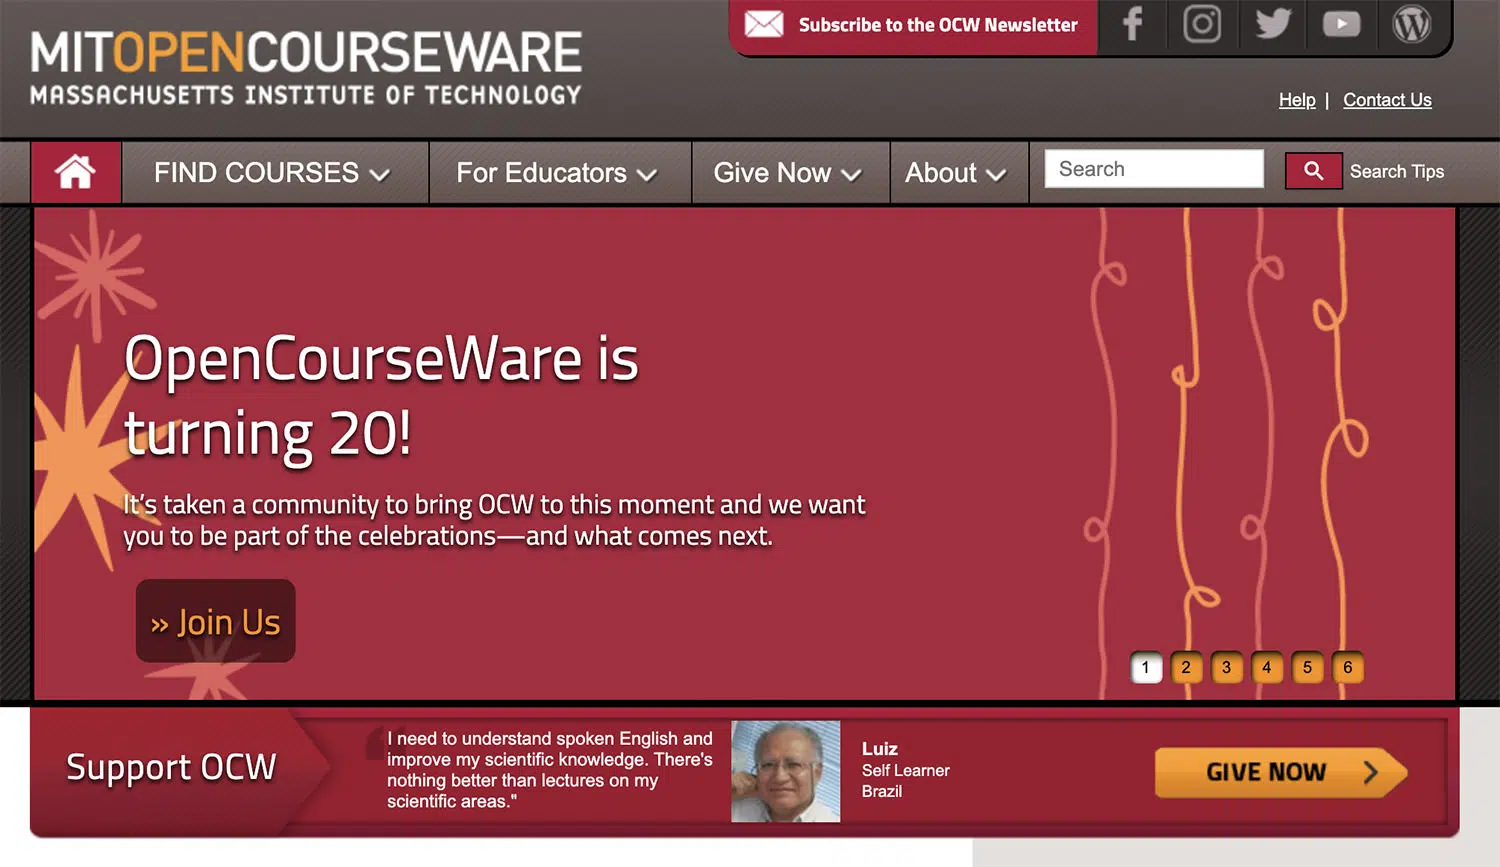 MITOPENCOURSEWARE
MASSACHUSETTS INSTITUTE OF TECHNOLOGY
Subscribe to the OCW Newsletter
Help | Contact Us
FIND COURSES
For Educators
Give Now
About
Search
Search Tips
OpenCourseWare is
turning 20!
It's taken a community to bring OCW to this moment and we want
you to be part of the celebrations—and what comes next.
» Join Us
1 2 3 4 5 6
Support OCW
“
I need to understand spoken English and
improve my scientific knowledge. There's
nothing better than lectures on my
scientific areas."
Luiz
Self Learner
Brazil
GIVE NOW